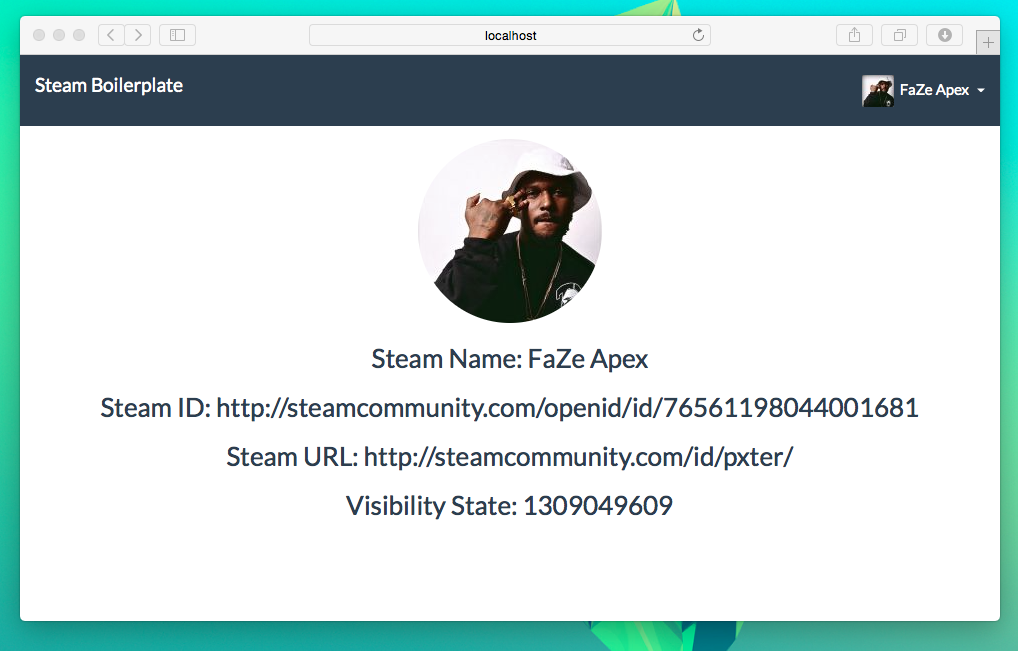 localhost
Steam Boilerplate
FaZe Apex
Steam Name: FaZe Apex
Steam ID: http://steamcommunity.com/openid/id/76561198044001681
Steam URL: http://steamcommunity.com/id/pxter/
Visibility State: 1309049609